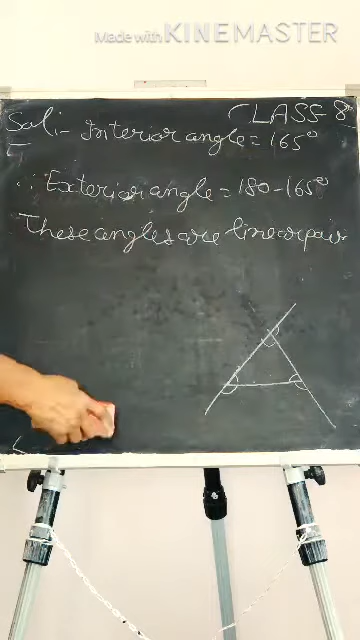 Made with KINEMASTER
CLASS 8
Sol:- Interior angle = 165°
∴ Exterior angle = 180 - 165°
These angles are linear pair